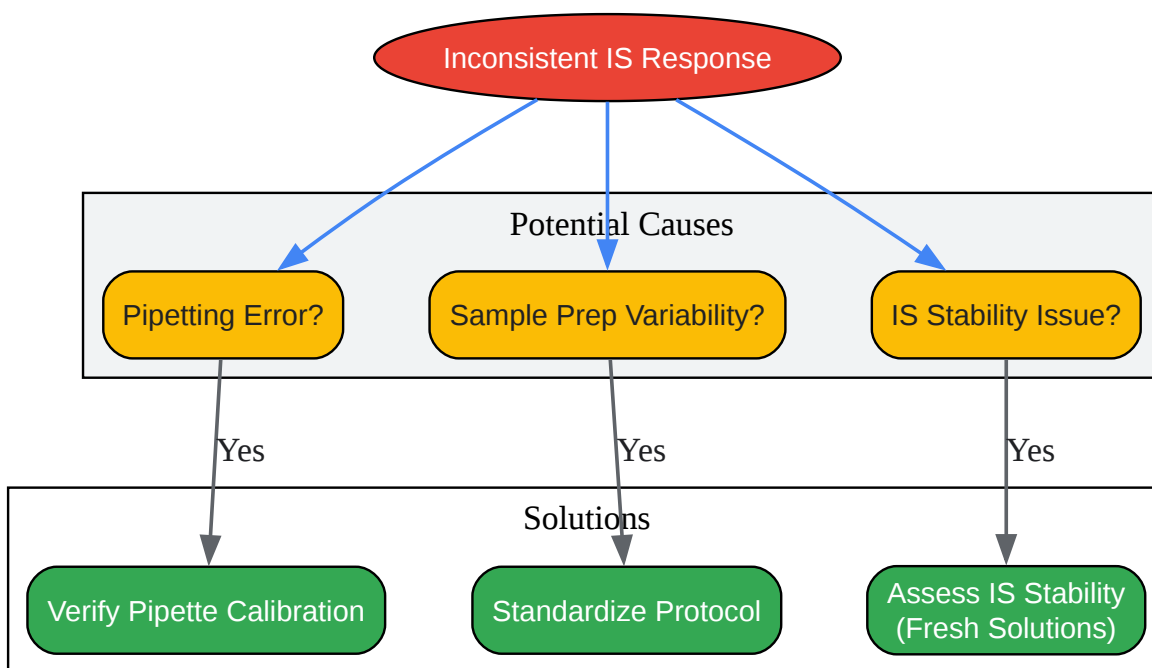 Inconsistent IS Response
Potential Causes
Pipetting Error?
Sample Prep Variability?
IS Stability Issue?
Yes
Yes
Yes
Solutions
Verify Pipette Calibration
Standardize Protocol
Assess IS Stability
(Fresh Solutions)